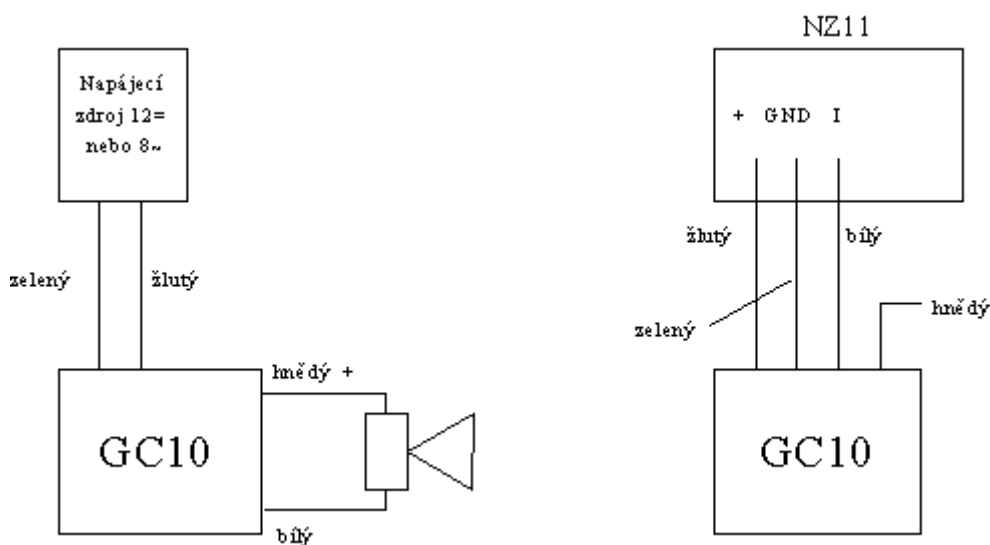 Napájecí
zdroj 12=
nebo 8~
zelený
žlutý
GC10
hnědý +
bílý
NZ11
+ GND I
žlutý
bílý
zelený
hnědý
GC10